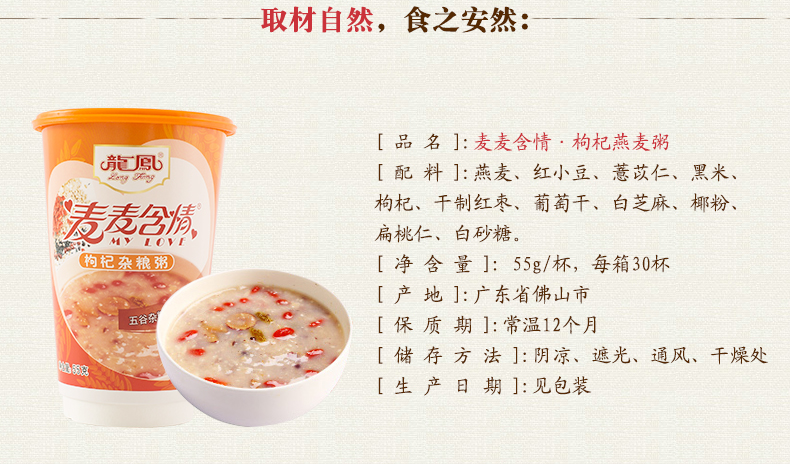 取材自然，食之安然：
[ 品 名 ]：麦麦含情·枸杞燕麦粥
[ 配 料 ]：燕麦、红小豆、薏苡仁、黑米、
枸杞、干制红枣、葡萄干、白芝麻、椰粉、
扁桃仁、白砂糖。
[ 净 含 量 ]： 55g/杯，每箱30杯
[ 产 地 ]：广东省佛山市
[ 保 质 期 ]：常温12个月
[ 储 存 方 法 ]：阴凉、遮光、通风、干燥处
[ 生 产 日 期 ]：见包装
龍鳳®
Long Fong
麦麦含情®
MY LOVE
枸杞杂粮粥
五谷杂
净含量：55克